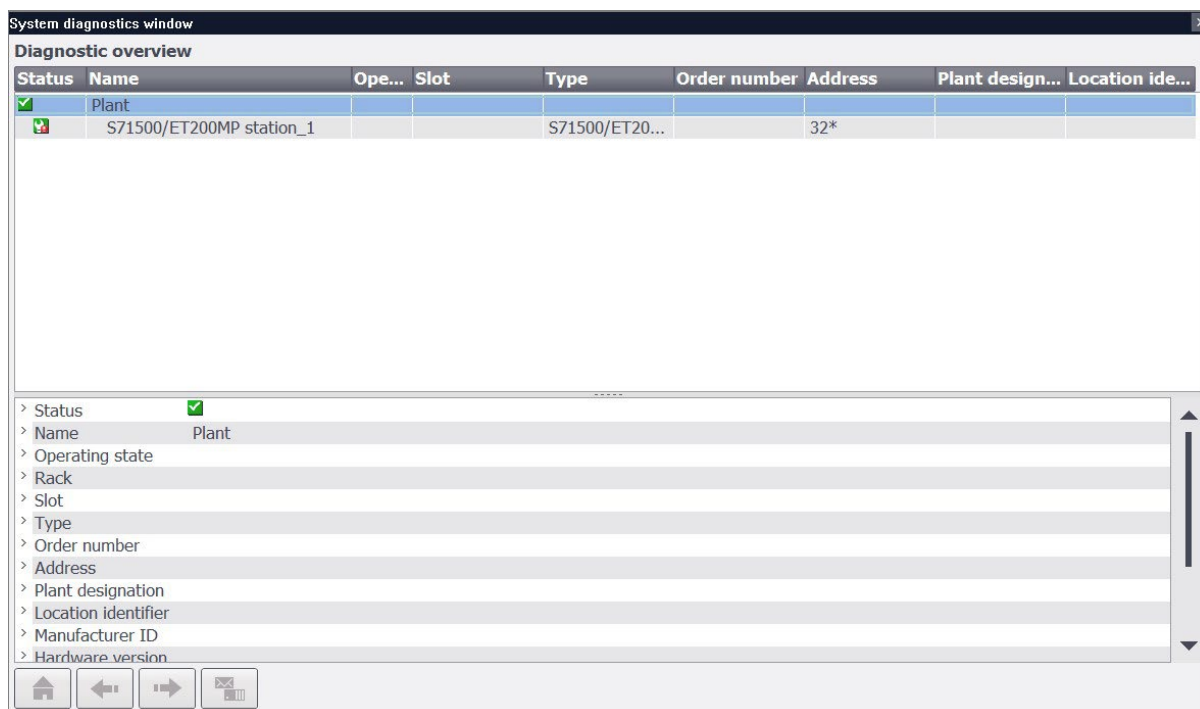 System diagnostics window
Diagnostic overview
Status Name Ope... Slot Type Order number Address Plant design... Location ide...
Plant
S71500/ET200MP station_1 S71500/ET20... 32*
Status
Name Plant
Operating state
Rack
Slot
Type
Order number
Address
Plant designation
Location identifier
Manufacturer ID
Hardware version